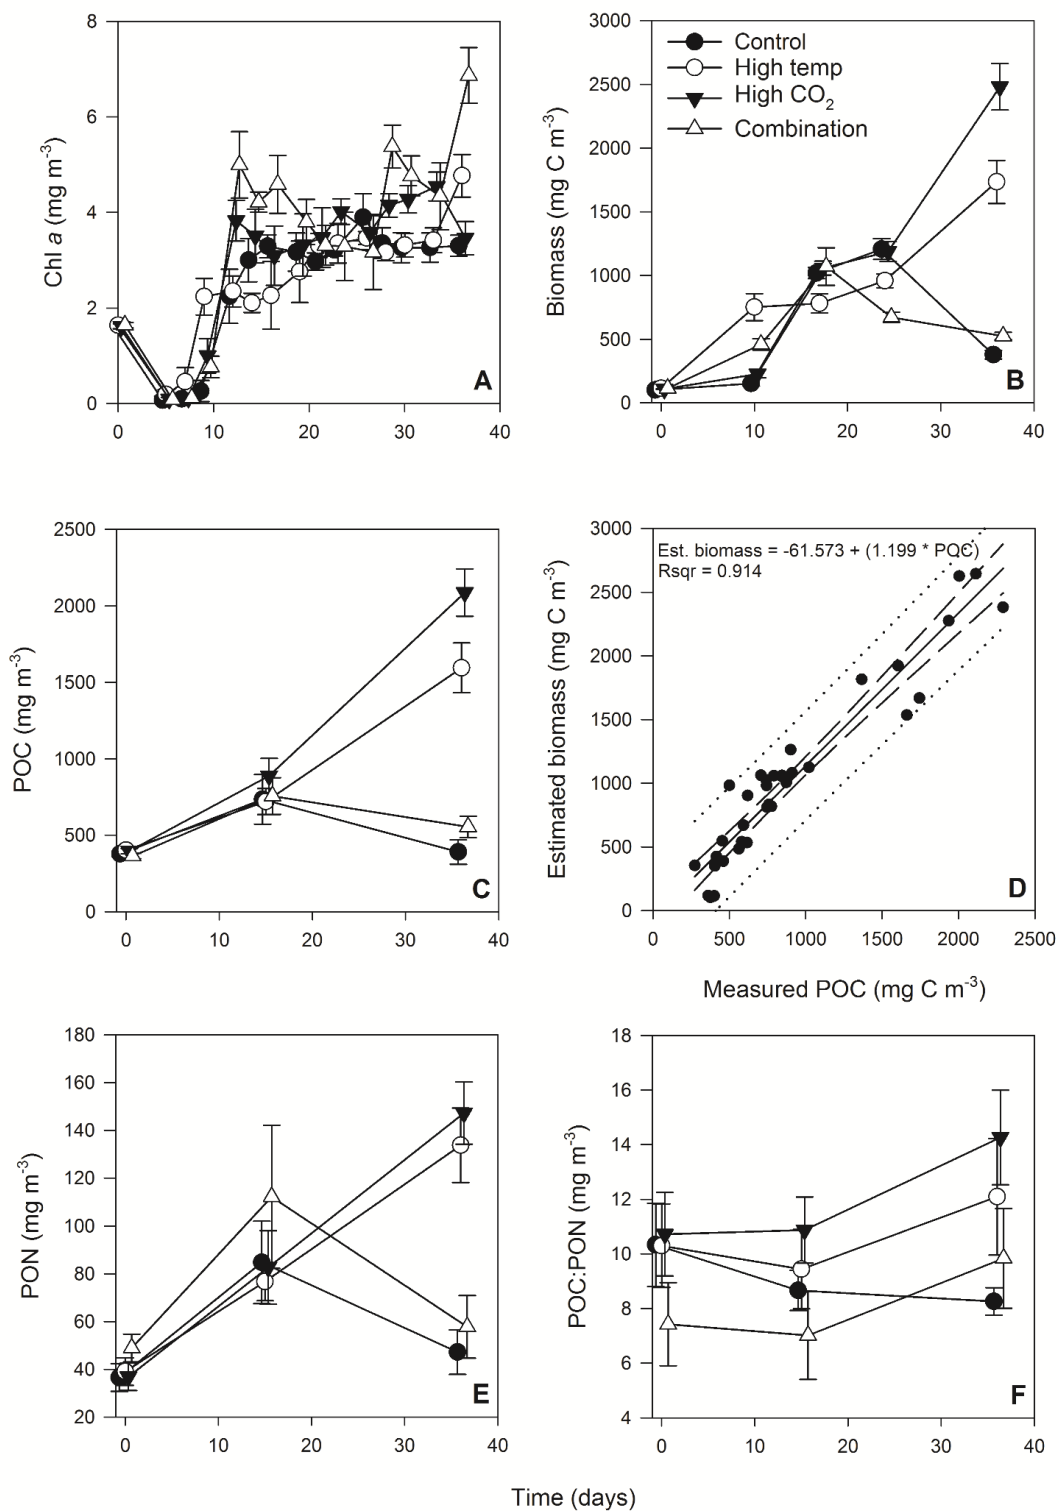 8
6
4
2
0
Chl a (mg m-3)
0 10 20 30 40
A
3000
2500
2000
1500
1000
500
0
Biomass (mg C m-3)
Control
High temp
High CO2
Combination
0 10 20 30 40
B
2500
2000
1500
1000
500
0
POC (mg m-3)
0 10 20 30 40
C
3000
2500
2000
1500
1000
500
0
Estimated biomass (mg C m-3)
Est. biomass = -61.573 + (1.199 * POC)
Rsqr = 0.914
D
0 500 1000 1500 2000 2500
Measured POC (mg C m-3)
180
160
140
120
100
80
60
40
20
PON (mg m-3)
0 10 20 30 40
E
18
16
14
12
10
8
6
4
POC:PON (mg m-3)
0 10 20 30 40
F
Time (days)